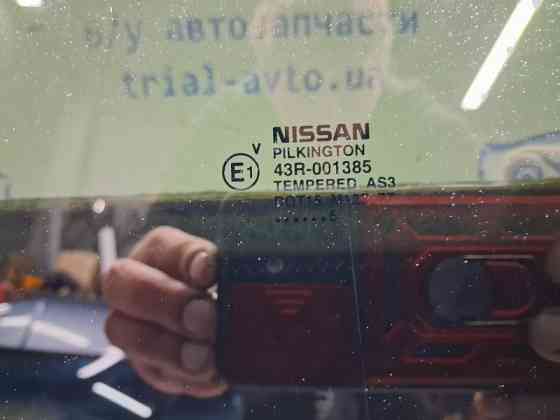 б/у автозапчасти
trial-avto.ua
NISSAN
V
PILKINGTON
E1
43R-001385
TEMPERED AS3